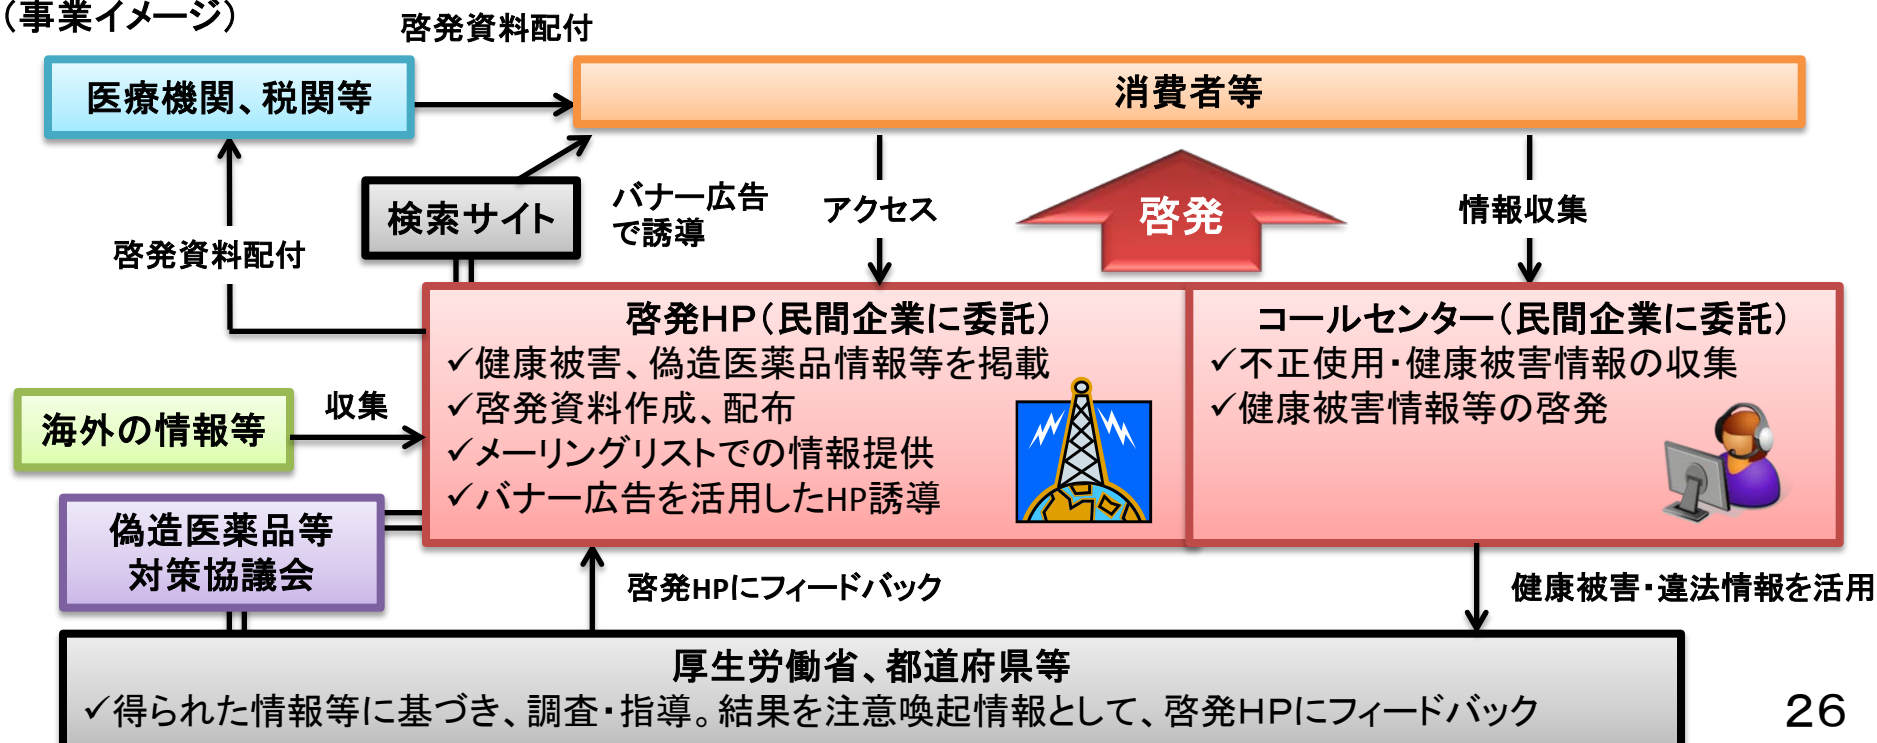 （事業イメージ）
啓発資料配付
医療機関、税関等
消費者等
検索サイト
バナー広告
で誘導
アクセス
啓発
情報収集
啓発資料配付
啓発HP（民間企業に委託）
✓健康被害、偽造医薬品情報等を掲載
✓啓発資料作成、配布
✓メーリングリストでの情報提供
✓バナー広告を活用したHP誘導
コールセンター（民間企業に委託）
✓不正使用・健康被害情報の収集
✓健康被害情報等の啓発
海外の情報等
収集
偽造医薬品等
対策協議会
啓発HPにフィードバック
健康被害・違法情報を活用
厚生労働省、都道府県等
✓得られた情報等に基づき、調査・指導。結果を注意喚起情報として、啓発HPにフィードバック
26